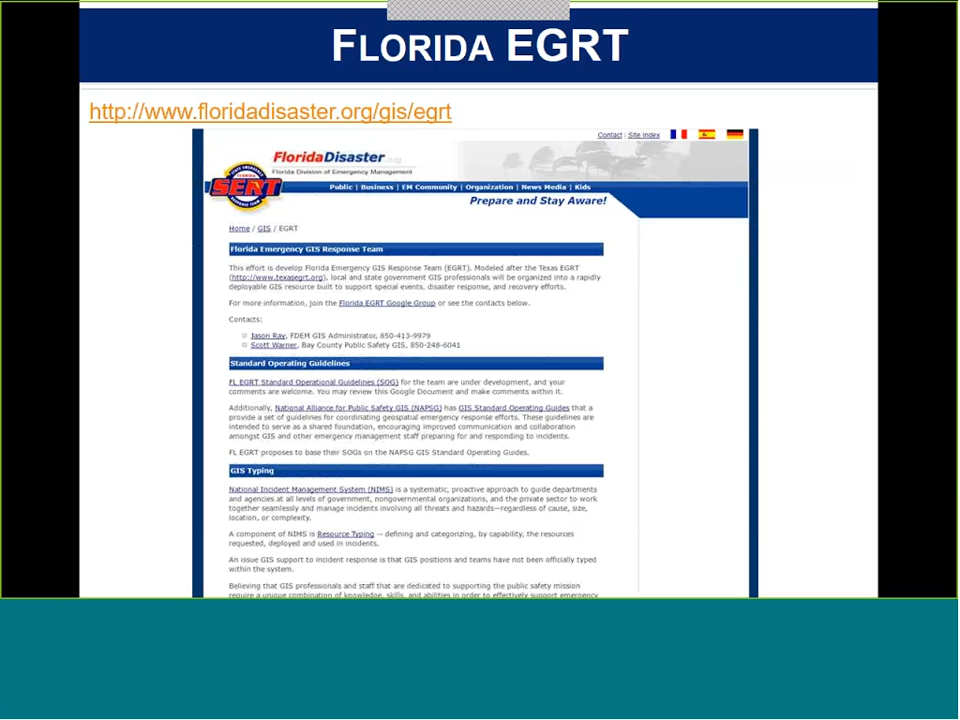 FLORIDA EGRT
http://www.floridadisaster.org/gis/egrt
Contact | Site Index
FloridaDisaster.org
Florida Division of Emergency Management
SERT
Public | Business | EM Community | Organization | News Media | Kids
Prepare and Stay Aware!
Home / GIS / EGRT
Florida Emergency GIS Response Team
This effort is develop Florida Emergency GIS Response Team (EGRT). Modeled after the Texas EGRT
(http://www.texasegrt.org), local and state government GIS professionals will be organized into a rapidly
deployable GIS resource built to support special events, disaster response, and recovery efforts.
For more information, join the Florida EGRT Google Group or see the contacts below.
Contacts:
Jason Ray, FDEM GIS Administrator, 850-413-9979
Scott Warner, Bay County Public Safety GIS, 850-248-6041
Standard Operating Guidelines
FL EGRT Standard Operational Guidelines (SOG) for the team are under development, and your
comments are welcome. You may review this Google Document and make comments within it.
Additionally, National Alliance for Public Safety GIS (NAPSG) has GIS Standard Operating Guides that a
provide a set of guidelines for coordinating geospatial emergency response efforts. These guidelines are
intended to serve as a shared foundation, encouraging improved communication and collaboration
amongst GIS and other emergency management staff preparing for and responding to incidents.
FL EGRT proposes to base their SOGs on the NAPSG GIS Standard Operating Guides.
GIS Typing
National Incident Management System (NIMS) is a systematic, proactive approach to guide departments
and agencies at all levels of government, nongovernmental organizations, and the private sector to work
together seamlessly and manage incidents involving all threats and hazards—regardless of cause, size,
location, or complexity.
A component of NIMS is Resource Typing -- defining and categorizing, by capability, the resources
requested, deployed and used in incidents.
An issue GIS support to incident response is that GIS positions and teams have not been officially typed
within the system.
Believing that GIS professionals and staff that are dedicated to supporting the public safety mission
require a unique combination of knowledge, skills, and abilities in order to effectively support emergency